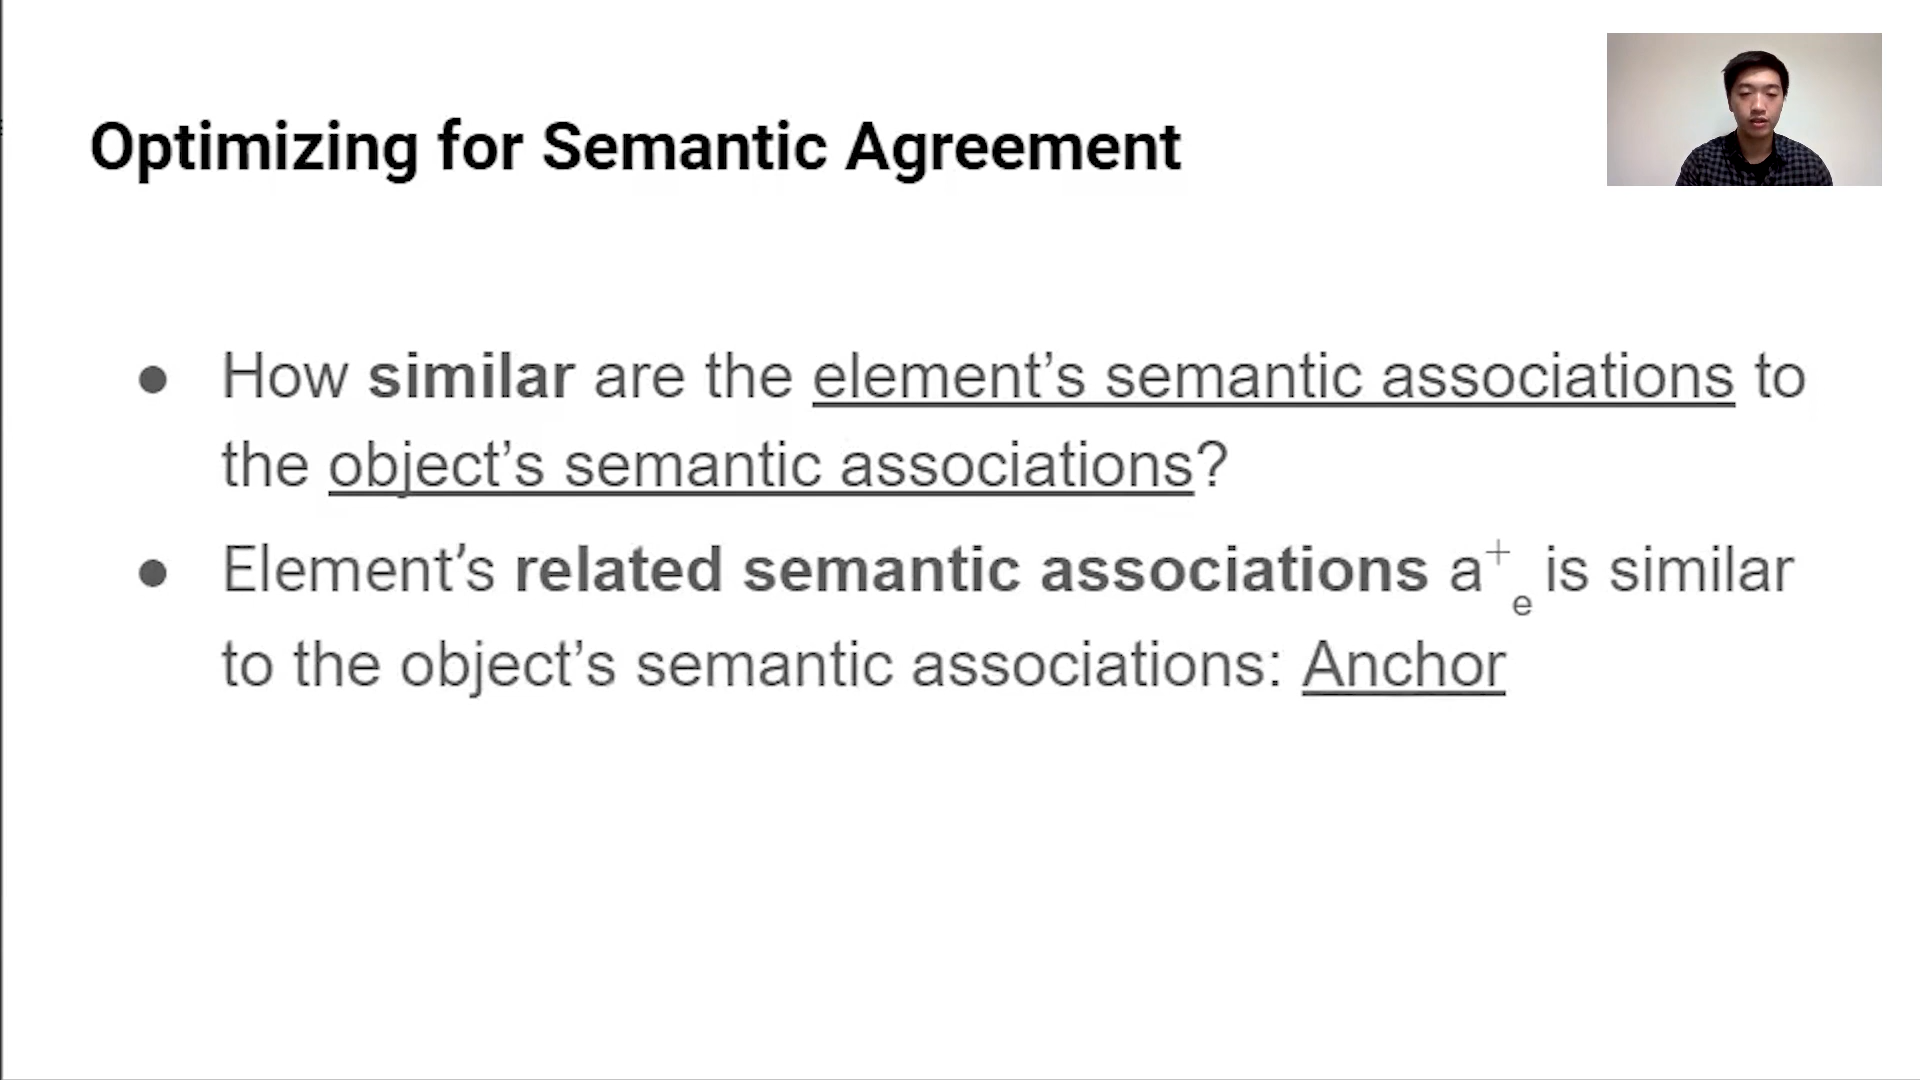 Optimizing for Semantic Agreement
● How similar are the element’s semantic associations to
the object’s semantic associations?
● Element’s related semantic associations a⁺ₑ is similar
to the object’s semantic associations: Anchor